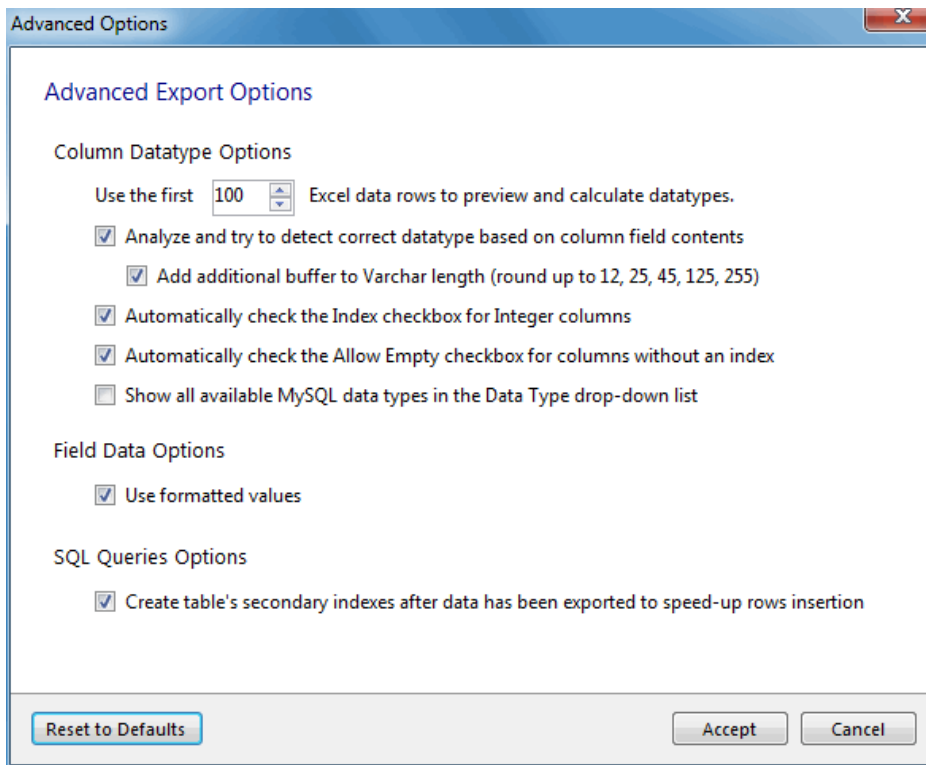 Advanced Options
Advanced Export Options
Column Datatype Options
Use the first 100 Excel data rows to preview and calculate datatypes.
Analyze and try to detect correct datatype based on column field contents
Add additional buffer to Varchar length (round up to 12, 25, 45, 125, 255)
Automatically check the Index checkbox for Integer columns
Automatically check the Allow Empty checkbox for columns without an index
Show all available MySQL data types in the Data Type drop-down list
Field Data Options
Use formatted values
SQL Queries Options
Create table's secondary indexes after data has been exported to speed-up rows insertion
Reset to Defaults Accept Cancel